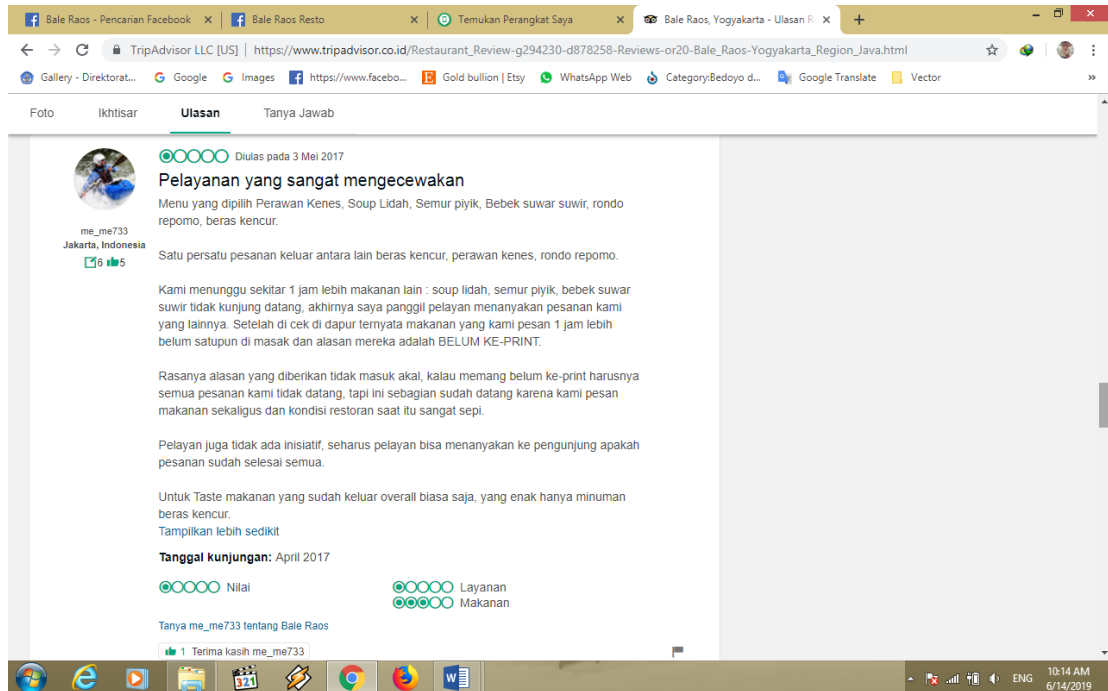 Bale Raos - Pencarian Facebook
Bale Raos Resto
Temukan Perangkat Saya
Bale Raos, Yogyakarta - Ulasan R
TripAdvisor LLC [US] | https://www.tripadvisor.co.id/Restaurant_Review-g294230-d878258-Reviews-or20-Bale_Raos-Yogyakarta_Region_Java.html
Gallery - Direktorat... Google Images https://www.facebo... Gold bullion | Etsy WhatsApp Web Category:Bedoyo d... Google Translate Vector »
Foto Ikhtisar Ulasan Tanya Jawab
Diulas pada 3 Mei 2017
Pelayanan yang sangat mengecewakan
me_me733
Jakarta, Indonesia
6 5
Menu yang dipilih Perawan Kenes, Soup Lidah, Semur piyik, Bebek suwar suwir, rondo
repomo, beras kencur.
Satu persatu pesanan keluar antara lain beras kencur, perawan kenes, rondo repomo.
Kami menunggu sekitar 1 jam lebih makanan lain : soup lidah, semur piyik, bebek suwar
suwir tidak kunjung datang, akhirnya saya panggil pelayan menanyakan pesanan kami
yang lainnya. Setelah di cek di dapur ternyata makanan yang kami pesan 1 jam lebih
belum satupun di masak dan alasan mereka adalah BELUM KE-PRINT.
Rasanya alasan yang diberikan tidak masuk akal, kalau memang belum ke-print harusnya
semua pesanan kami tidak datang, tapi ini sebagian sudah datang karena kami pesan
makanan sekaligus dan kondisi restoran saat itu sangat sepi.
Pelayan juga tidak ada inisiatif, seharus pelayan bisa menanyakan ke pengunjung apakah
pesanan sudah selesai semua.
Untuk Taste makanan yang sudah keluar overall biasa saja, yang enak hanya minuman
beras kencur.
Tampilkan lebih sedikit
Tanggal kunjungan: April 2017
Nilai Layanan
Makanan
Tanya me_me733 tentang Bale Raos
1 Terima kasih me_me733
321
ENG
10:14 AM
6/14/2019